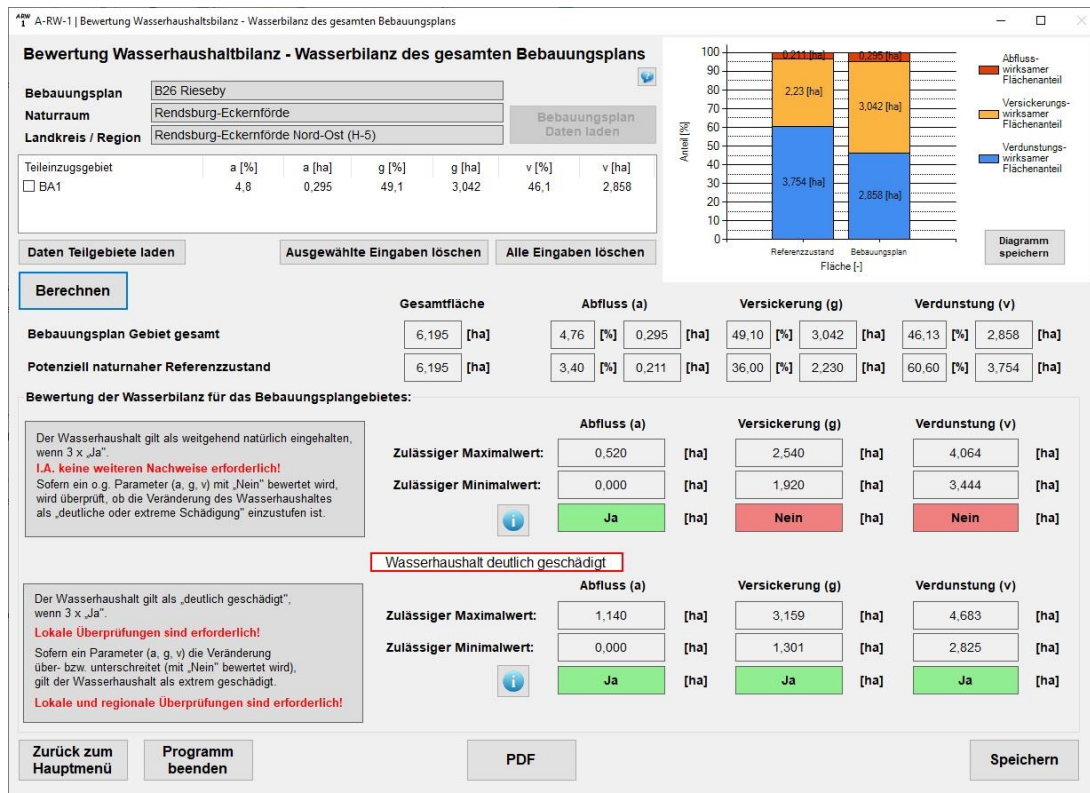 ARW 1 A-RW-1 | Bewertung Wasserhaushaltsbilanz - Wasserbilanz des gesamten Bebauungsplans
Bewertung Wasserhaushaltbilanz - Wasserbilanz des gesamten Bebauungsplans
Bebauungsplan B26 Rieseby
Naturraum Rendsburg-Eckernförde
Landkreis / Region Rendsburg-Eckernförde Nord-Ost (H-5)
Bebauungsplan
Daten laden
Teileinzugsgebiet a [%] a [ha] g [%] g [ha] v [%] v [ha]
BA1 4,8 0,295 49,1 3,042 46,1 2,858
Daten Teilgebiete laden Ausgewählte Eingaben löschen Alle Eingaben löschen
Anteil [%]
100
90
80
70
60
50
40
30
20
10
0
0,211 [ha] 0,295 [ha]
2,23 [ha] 3,042 [ha]
3,754 [ha] 2,858 [ha]
Referenzzustand Bebauungsplan
Fläche [-]
Abfluss-
wirksamer
Flächenanteil
Versickerungs-
wirksamer
Flächenanteil
Verdunstungs-
wirksamer
Flächenanteil
Diagramm
speichern
Berechnen
Gesamtfläche Abfluss (a) Versickerung (g) Verdunstung (v)
Bebauungsplan Gebiet gesamt 6,195 [ha] 4,76 [%] 0,295 [ha] 49,10 [%] 3,042 [ha] 46,13 [%] 2,858 [ha]
Potenziell naturnaher Referenzzustand 6,195 [ha] 3,40 [%] 0,211 [ha] 36,00 [%] 2,230 [ha] 60,60 [%] 3,754 [ha]
Bewertung der Wasserbilanz für das Bebauungsplangebietes:
Der Wasserhaushalt gilt als weitgehend natürlich eingehalten,
wenn 3 x „Ja".
I.A. keine weiteren Nachweise erforderlich!
Sofern ein o.g. Parameter (a, g, v) mit „Nein" bewertet wird,
wird überprüft, ob die Veränderung des Wasserhaushaltes
als „deutliche oder extreme Schädigung" einzustufen ist.
Abfluss (a) Versickerung (g) Verdunstung (v)
Zulässiger Maximalwert: 0,520 [ha] 2,540 [ha] 4,064 [ha]
Zulässiger Minimalwert: 0,000 [ha] 1,920 [ha] 3,444 [ha]
Ja [ha] Nein [ha] Nein [ha]
Wasserhaushalt deutlich geschädigt
Der Wasserhaushalt gilt als „deutlich geschädigt",
wenn 3 x „Ja".
Lokale Überprüfungen sind erforderlich!
Sofern ein Parameter (a, g, v) die Veränderung
über- bzw. unterschreitet (mit „Nein" bewertet wird),
gilt der Wasserhaushalt als extrem geschädigt.
Lokale und regionale Überprüfungen sind erforderlich!
Abfluss (a) Versickerung (g) Verdunstung (v)
Zulässiger Maximalwert: 1,140 [ha] 3,159 [ha] 4,683 [ha]
Zulässiger Minimalwert: 0,000 [ha] 1,301 [ha] 2,825 [ha]
Ja [ha] Ja [ha] Ja [ha]
Zurück zum
Hauptmenü
Programm
beenden
PDF
Speichern